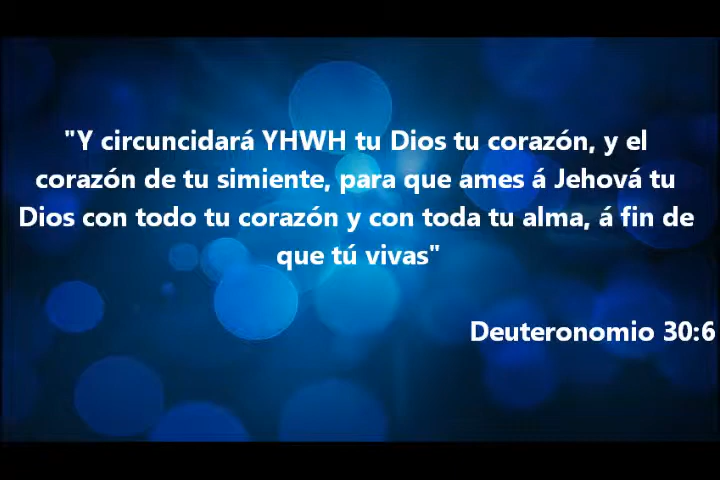 "Y circuncidará YHWH tu Dios tu corazón, y el
corazón de tu simiente, para que ames á Jehová tu
Dios con todo tu corazón y con toda tu alma, á fin de
que tú vivas"
Deuteronomio 30:6